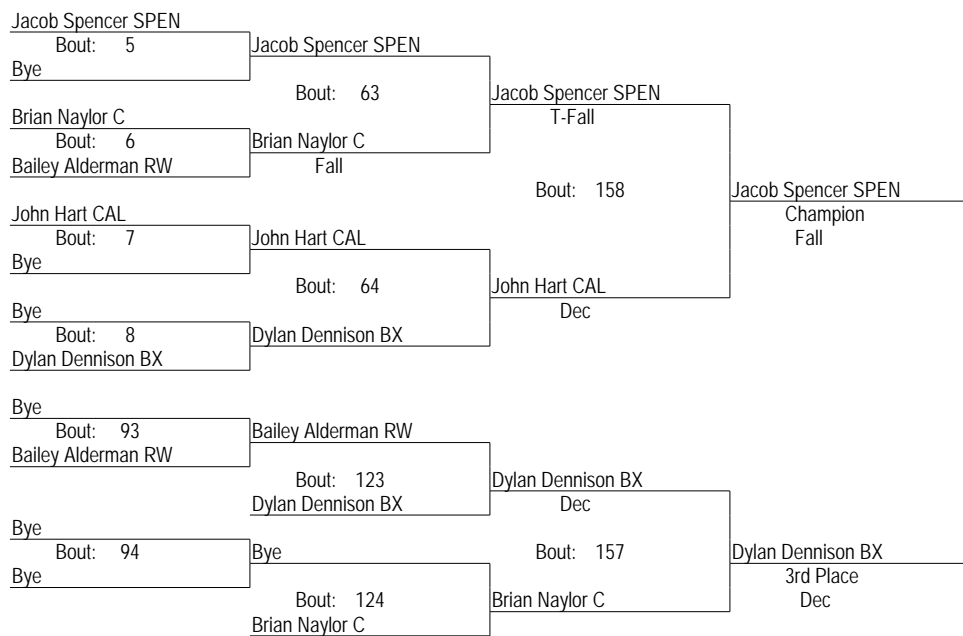 Jacob Spencer SPEN
Bout: 5
Bye
Jacob Spencer SPEN
Bout: 63
Jacob Spencer SPEN
T-Fall
Brian Naylor C
Bout: 6
Bailey Alderman RW
Brian Naylor C
Fall
Bout: 158
Jacob Spencer SPEN
Champion
Fall
John Hart CAL
Bout: 7
Bye
John Hart CAL
Bout: 64
John Hart CAL
Dec
Bye
Bout: 8
Dylan Dennison BX
Dylan Dennison BX
Bye
Bout: 93
Bailey Alderman RW
Bailey Alderman RW
Bout: 123
Dylan Dennison BX
Dylan Dennison BX
Dec
Bye
Bout: 94
Bye
Bye
Bout: 157
Dylan Dennison BX
3rd Place
Dec
Bout: 124
Brian Naylor C
Brian Naylor C